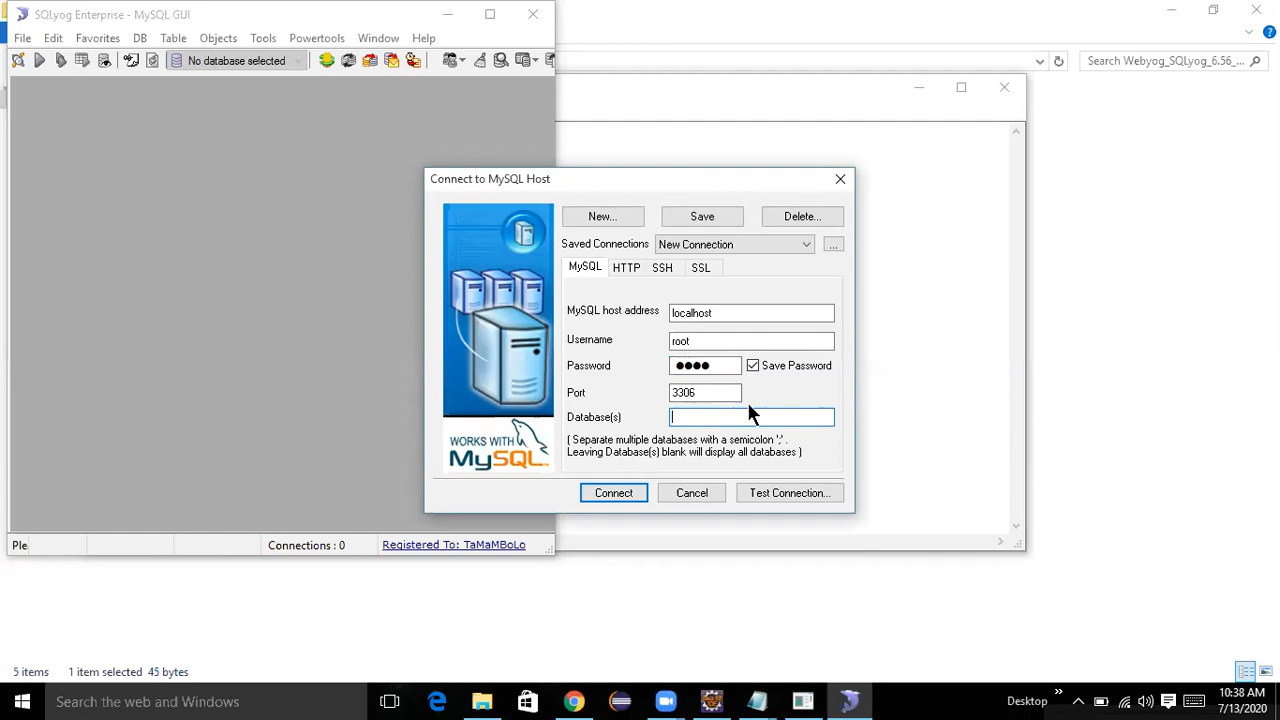 SQLyog Enterprise - MySQL GUI
File Edit Favorites DB Table Objects Tools Powertools Window Help
No database selected
Search Webyog_SQLyog_6.56_...
Connect to MySQL Host
New... Save Delete...
Saved Connections New Connection ...
MySQL HTTP SSH SSL
MySQL host address localhost
Username root
Password ●●●● Save Password
Port 3306
Database(s)
( Separate multiple databases with a semicolon ';' .
Leaving Database(s) blank will display all databases )
WORKS WITH
MySQL
Connect Cancel Test Connection...
Ple Connections : 0 Registered To: TaMaMBoLo
5 items 1 item selected 45 bytes
Search the web and Windows
Desktop
10:38 AM
7/13/2020